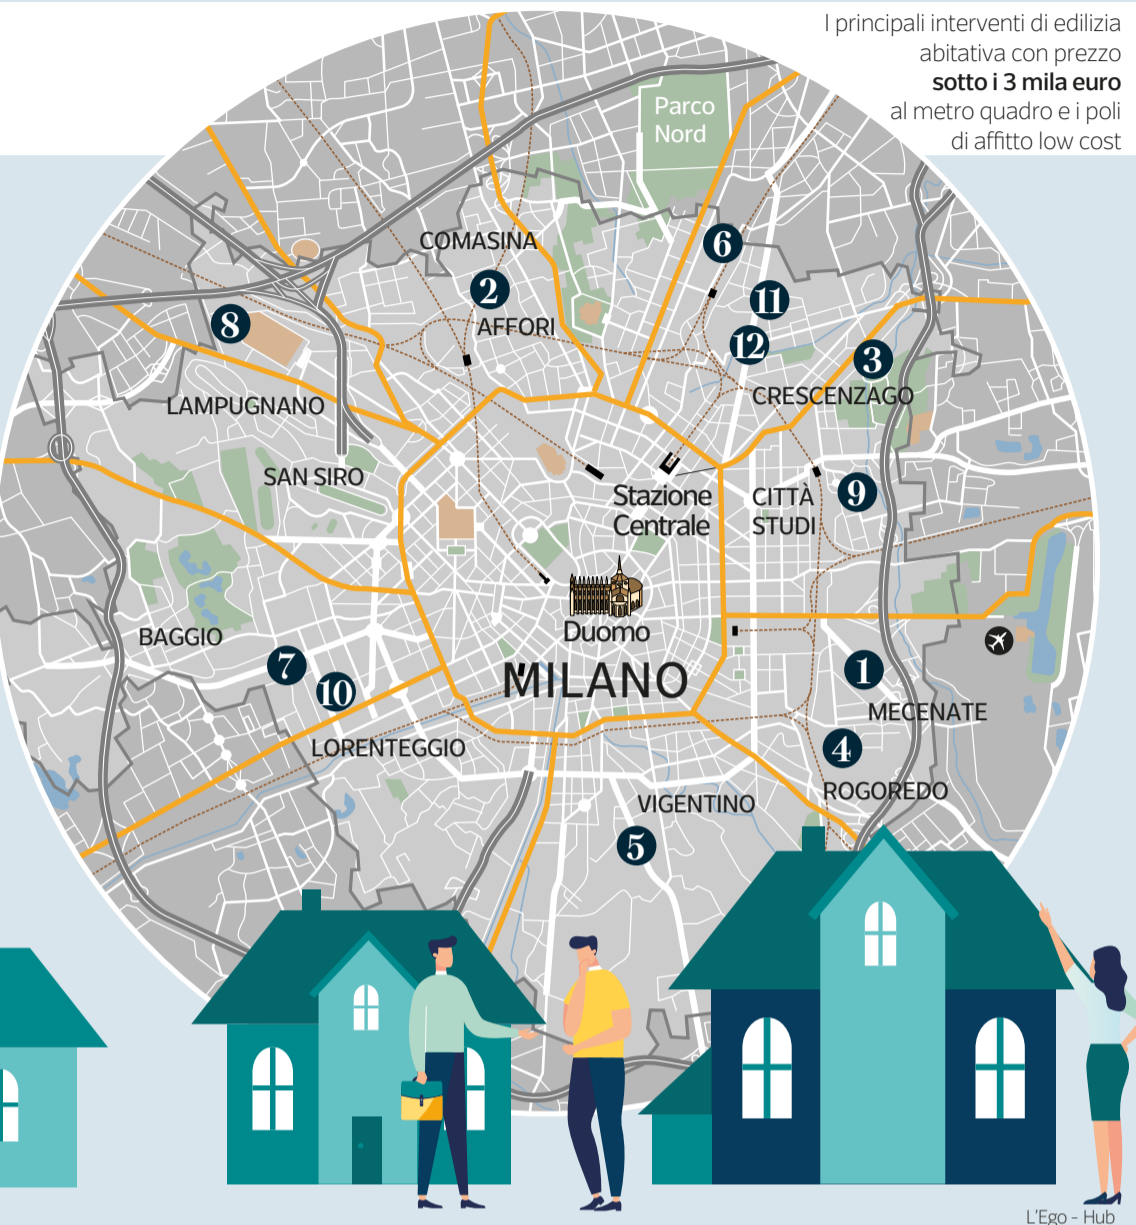 I principali interventi di edilizia
abitativa con prezzo
sotto i 3 mila euro
al metro quadro e i poli
di affitto low cost
Parco
Nord
COMASINA
6
2
11
8
AFFORI
12
3
LAMPUGNANO
CRESCENZAGO
SAN SIRO
Stazione
Centrale
CITTÀ
STUDI
9
Duomo
BAGGIO
7
10
MILANO
1
MECENATE
LORENTEGGIO
4
ROGOREDO
VIGENTINO
5
L'Ego - Hub